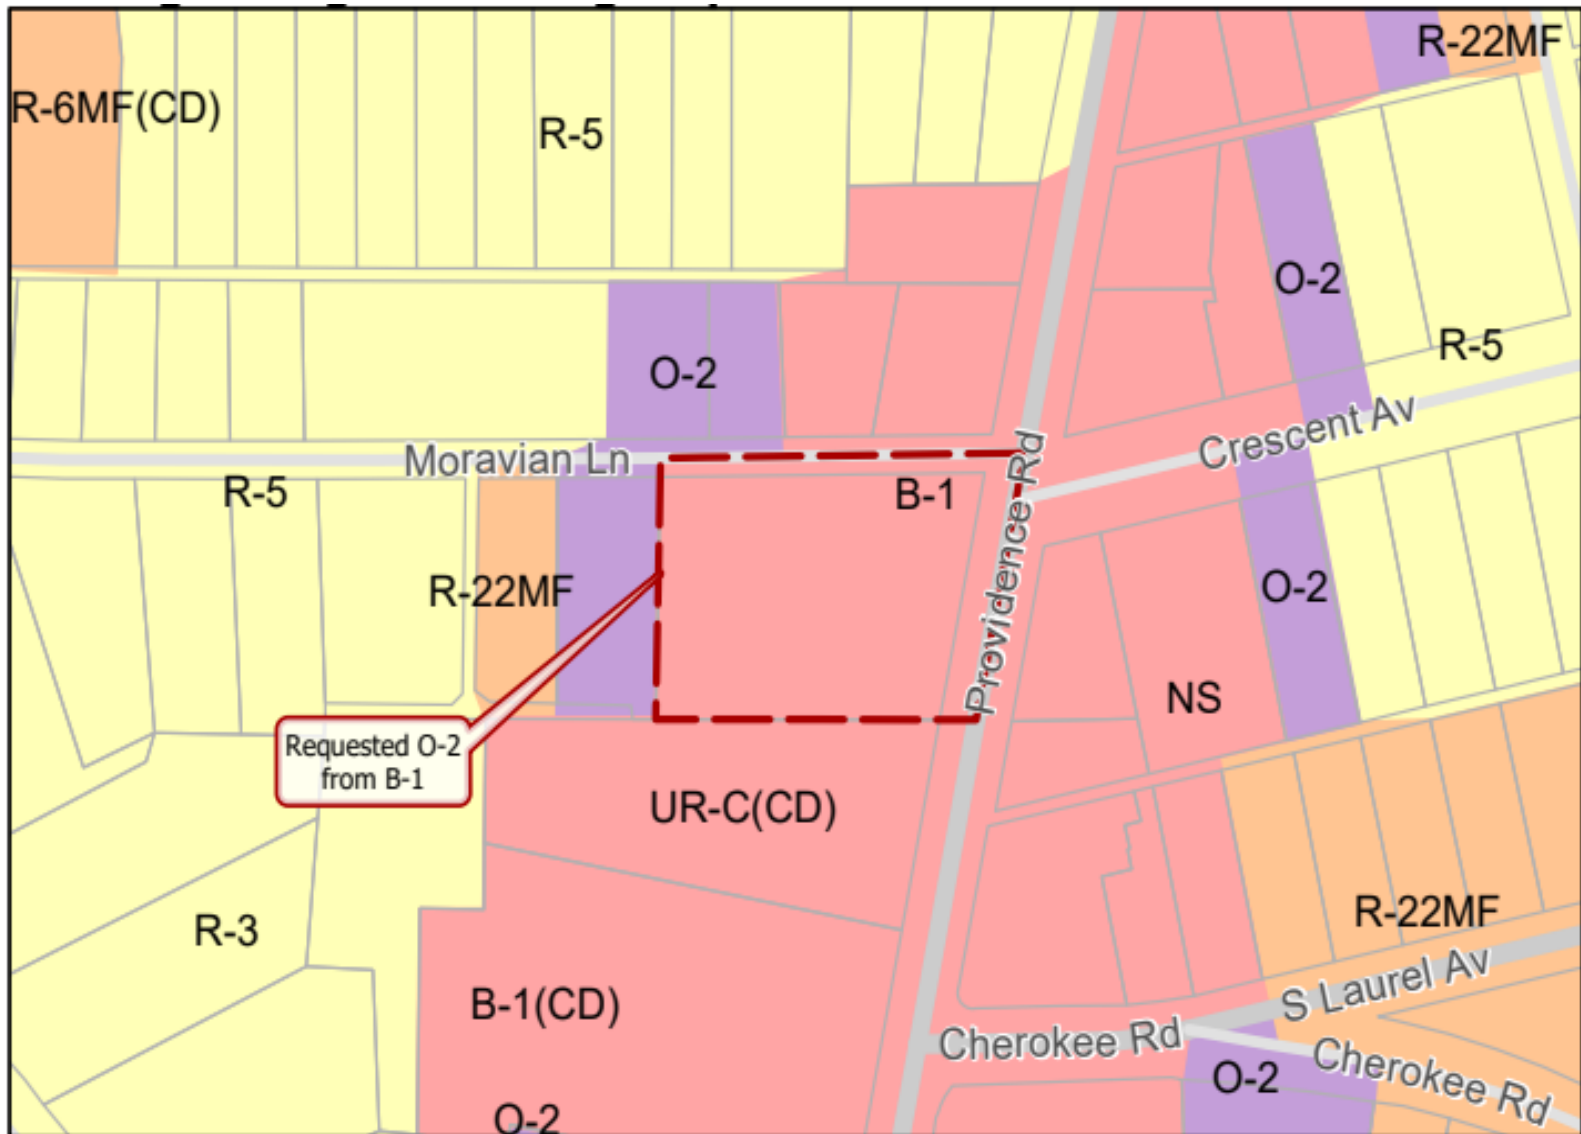 R-22MF
R-6MF(CD)
R-5
O-2
R-5
O-2
Crescent Av
Moravian Ln
R-5
B-1
Providence Rd
R-22MF
O-2
NS
Requested O-2
from B-1
UR-C(CD)
R-22MF
R-3
S Laurel Av
B-1(CD)
Cherokee Rd
Cherokee Rd
O-2
O-2